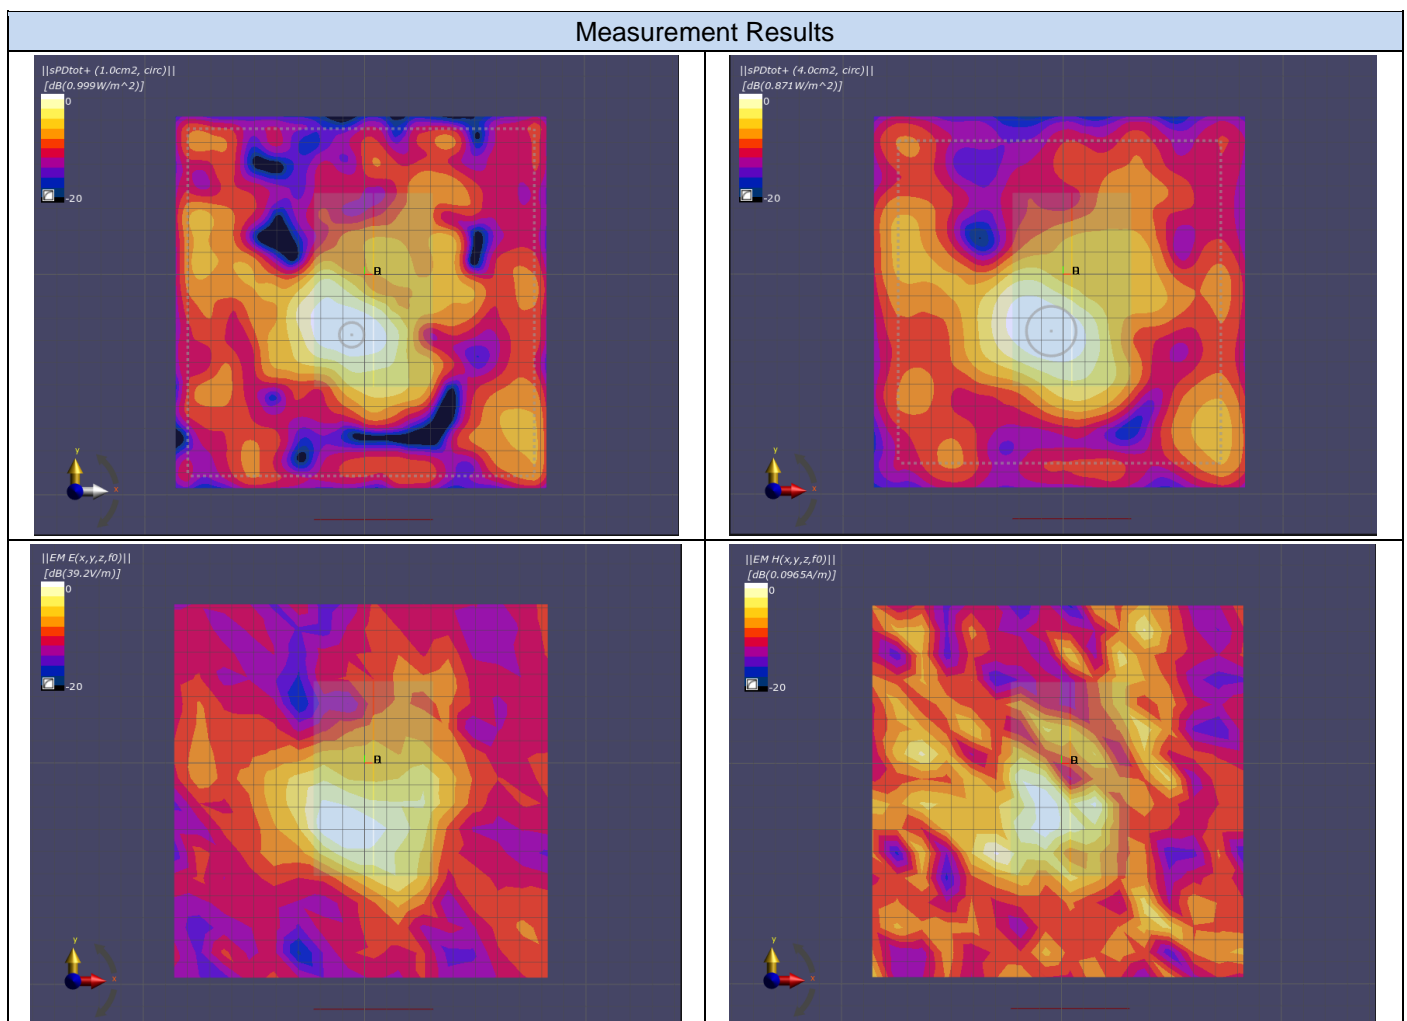 Measurement Results
||sPDtot+ (1.0cm2, circ)||
[dB(0.999W/m^2)]
0
-20
y
x
||sPDtot+ (4.0cm2, circ)||
[dB(0.871W/m^2)]
0
-20
y
x
||EM E(x,y,z,f0)||
[dB(39.2V/m)]
0
-20
y
x
||EM H(x,y,z,f0)||
[dB(0.0965A/m)]
0
-20
y
x